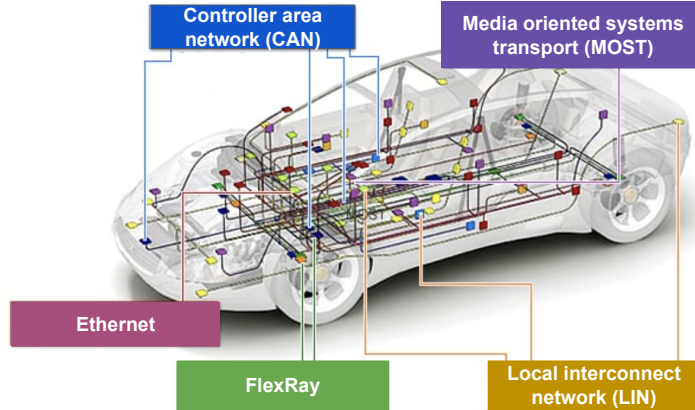 Controller area
network (CAN)
Media oriented systems
transport (MOST)
Ethernet
FlexRay
Local interconnect
network (LIN)